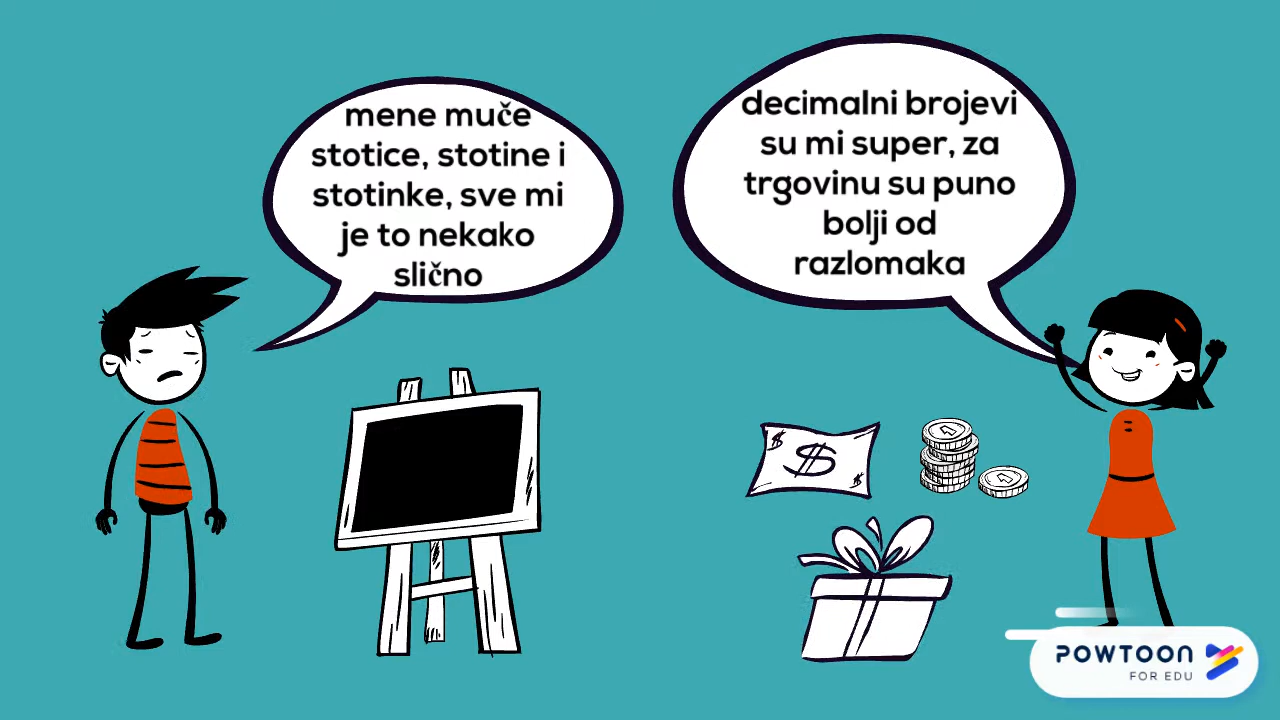 mene muče
stotice, stotine i
stotinke, sve mi
je to nekako
slično
decimalni brojevi
su mi super, za
trgovinu su puno
bolji od
razlomaka
$
$
$
POWTOON
FOR EDU